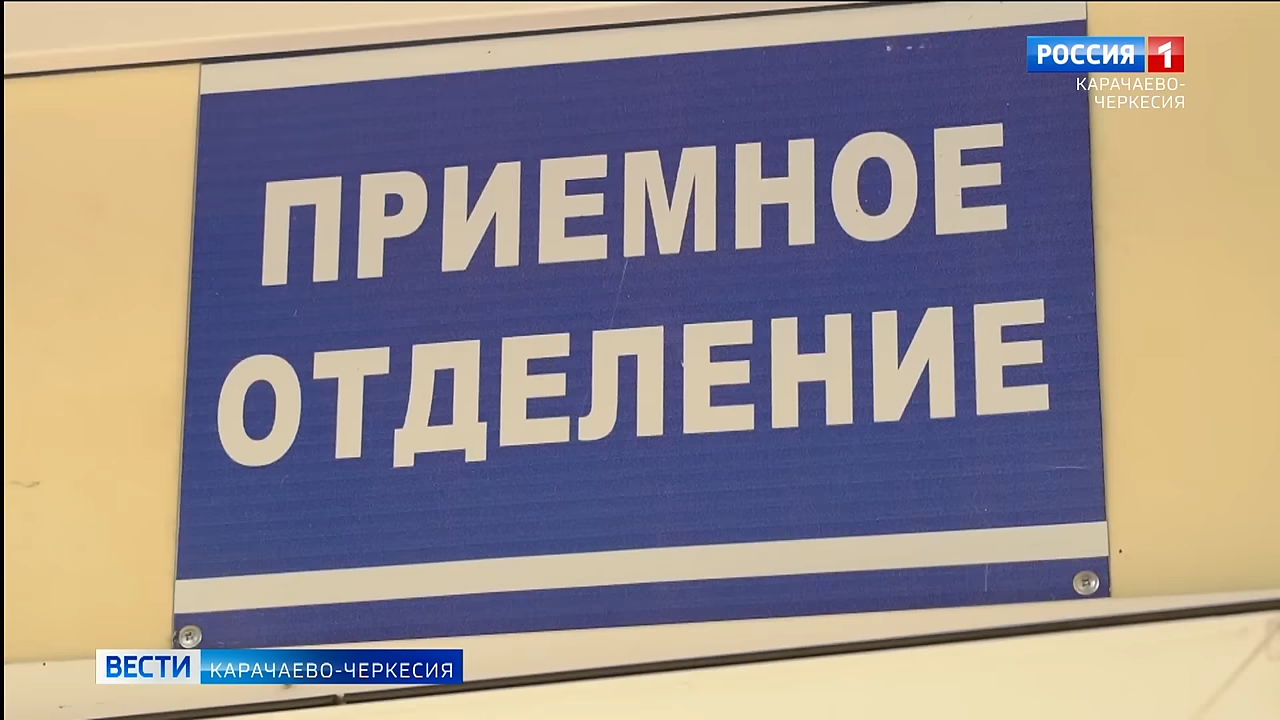 РОССИЯ 1
КАРАЧАЕВО-
ЧЕРКЕСИЯ
ПРИЕМНОЕ
ОТДЕЛЕНИЕ
ВЕСТИ КАРАЧАЕВО-ЧЕРКЕСИЯ